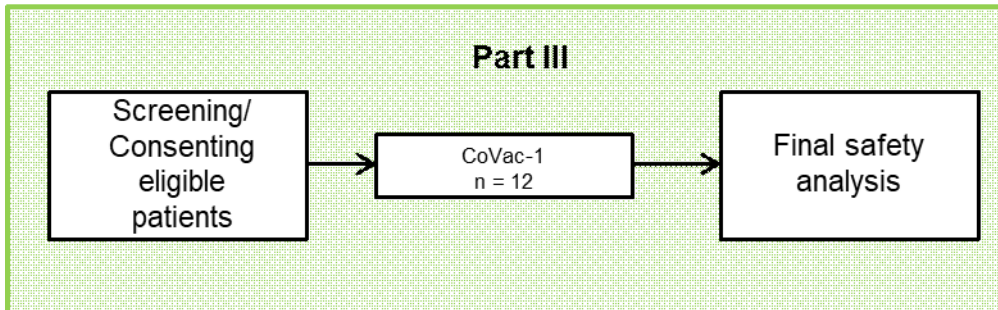 Part III
Screening/
Consenting
eligible
patients
CoVac-1
n = 12
Final safety
analysis